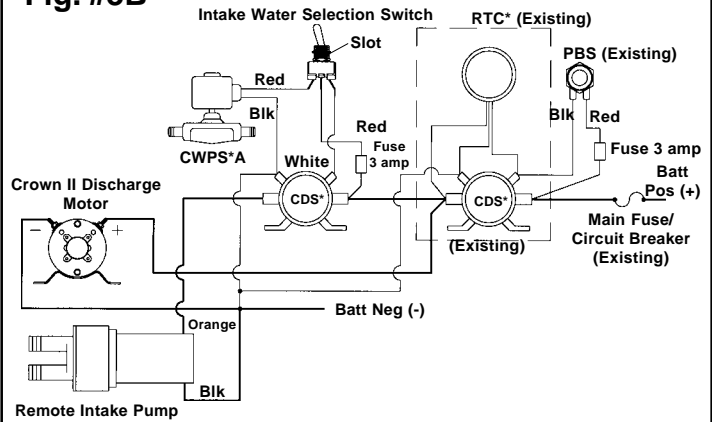 Fig. #6B
Intake Water Selection Switch
Slot
RTC* (Existing)
PBS (Existing)
Red
Blk
CWPS*A
White
Red
Fuse
3 amp
Blk
Red
Fuse 3 amp
Batt
Pos (+)
CDS*
CDS*
(Existing)
Main Fuse/
Circuit Breaker
(Existing)
Crown II Discharge
Motor
−
+
Batt Neg (-)
Orange
Blk
Remote Intake Pump